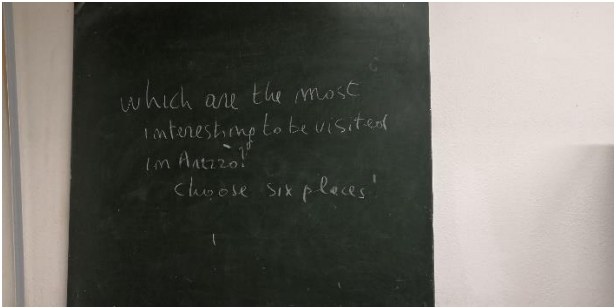 which are the most
interesting to be visited
in Arezzo?
choose six places!